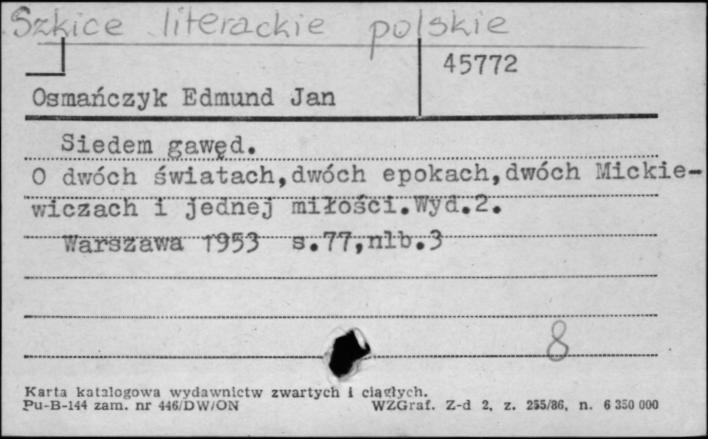 Szkice literackie polskie
45772
Osmańczyk Edmund Jan
Siedem gawęd.
O dwóch światach,dwóch epokach,dwóch Mickie-
wiczach i jednej miłości.Wyd.2.
Warszawa 1953 s.77,nlb.3
8
Karta katalogowa wydawnictw zwartych i ciągłych.
Pu-B-144 zam. nr 446/DW/ON WZGraf. Z-d 2, z. 255/86, n. 6 350 000